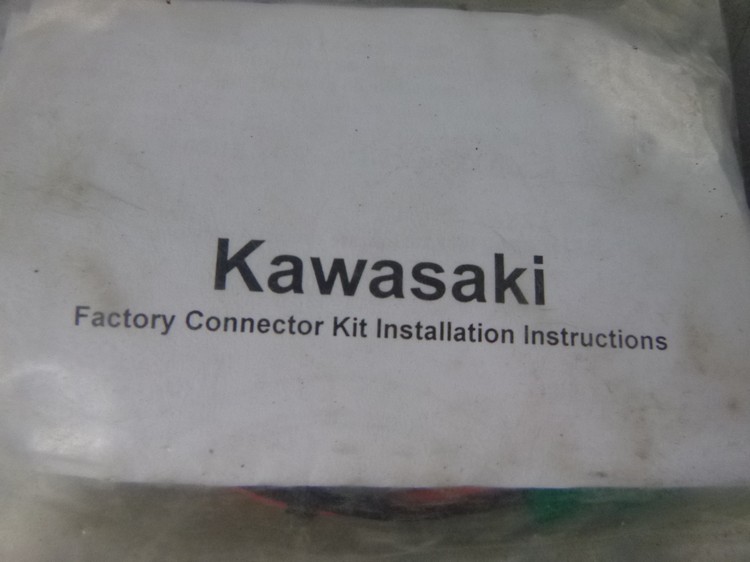 Kawasaki
Factory Connector Kit Installation Instructions